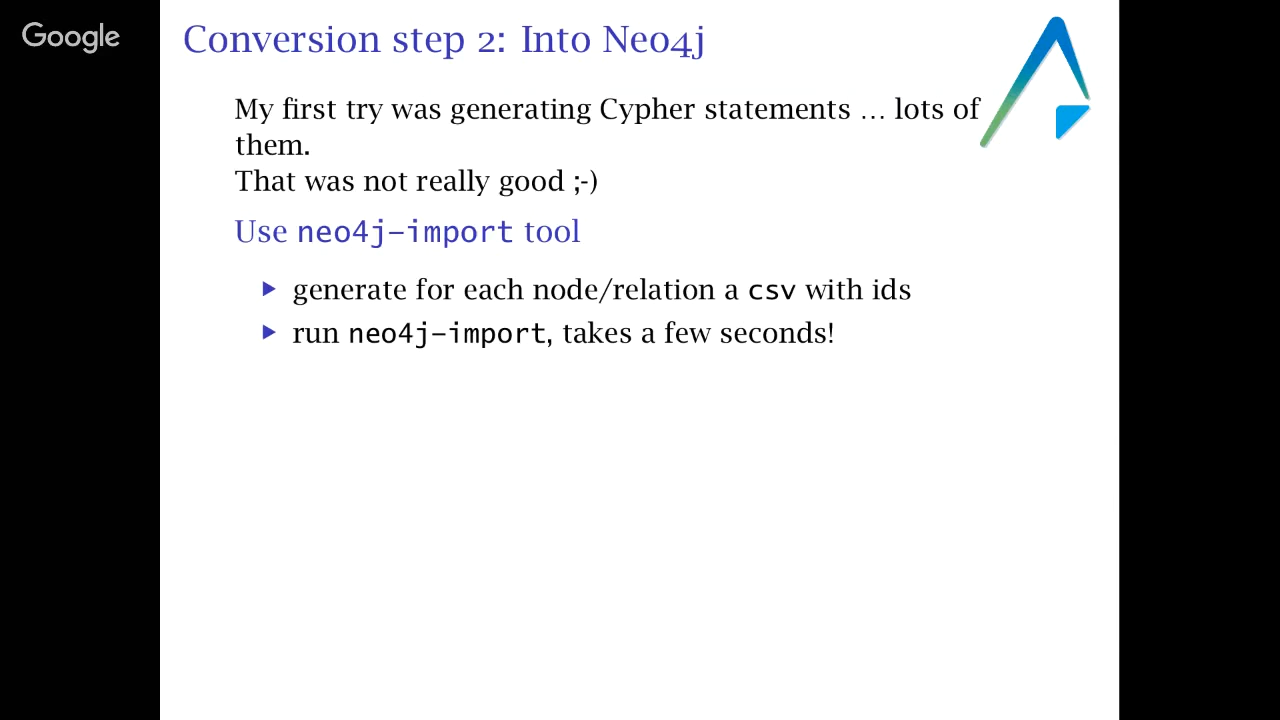 Google
Conversion step 2: Into Neo4j
My first try was generating Cypher statements … lots of
them.
That was not really good ;-)
Use neo4j-import tool
generate for each node/relation a csv with ids
run neo4j-import, takes a few seconds!